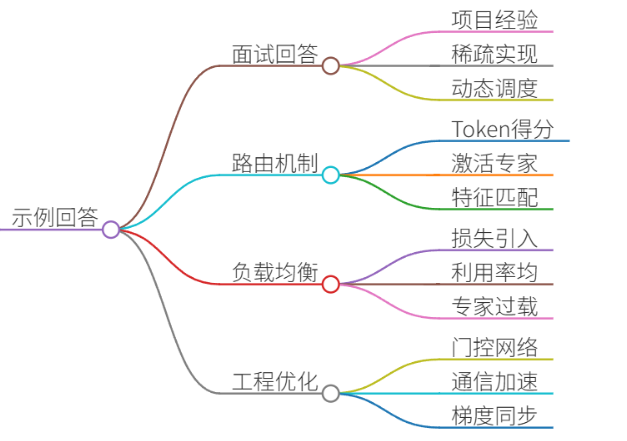 示例回答
面试回答
项目经验
稀疏实现
动态调度
路由机制
Token得分
激活专家
特征匹配
负载均衡
损失引入
利用率均
专家过载
工程优化
门控网络
通信加速
梯度同步